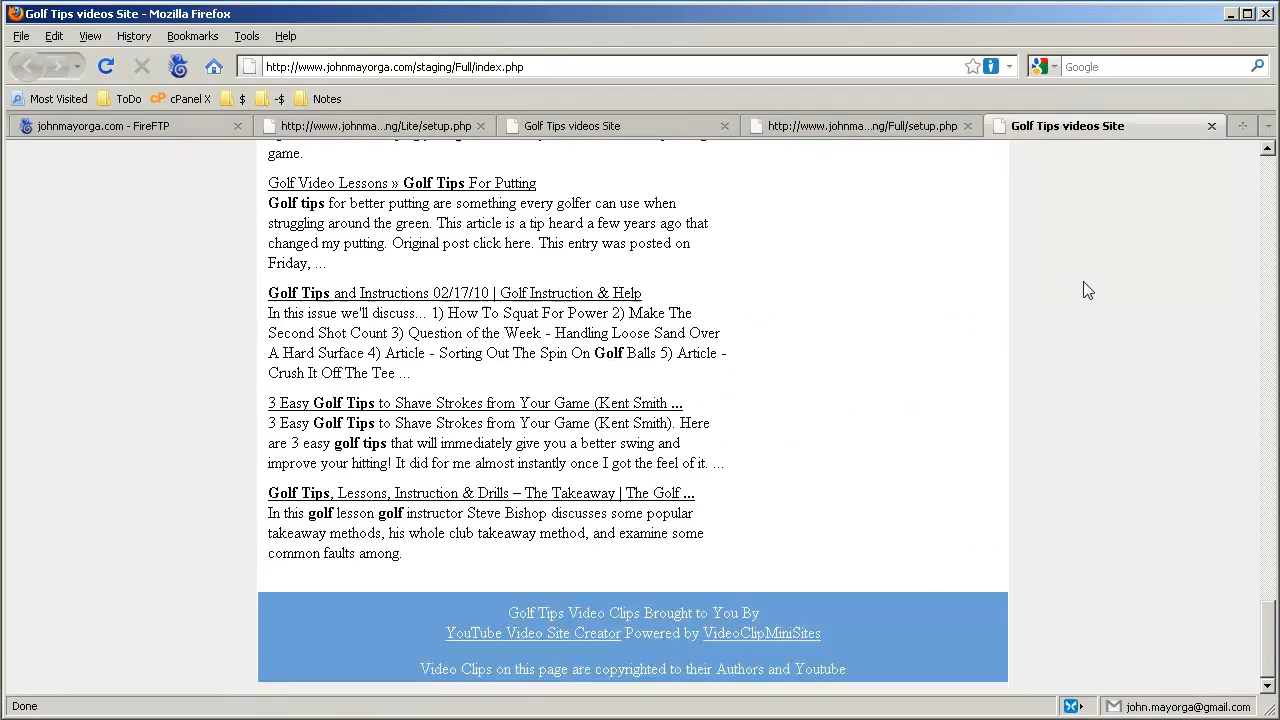 Golf Tips videos Site - Mozilla Firefox
File Edit View History Bookmarks Tools Help
http://www.johnmayorga.com/staging/Full/index.php
Google
Most Visited ToDo cP cPanel X $ -$ Notes
johnmayorga.com - FireFTP http://www.johnma...ng/Lite/setup.php Golf Tips videos Site http://www.johnma...ng/Full/setup.php Golf Tips videos Site
game.
Golf Video Lessons » Golf Tips For Putting
Golf tips for better putting are something every golfer can use when
struggling around the green. This article is a tip heard a few years ago that
changed my putting. Original post click here. This entry was posted on
Friday, ...
Golf Tips and Instructions 02/17/10 | Golf Instruction & Help
In this issue we'll discuss... 1) How To Squat For Power 2) Make The
Second Shot Count 3) Question of the Week - Handling Loose Sand Over
A Hard Surface 4) Article - Sorting Out The Spin On Golf Balls 5) Article -
Crush It Off The Tee ...
3 Easy Golf Tips to Shave Strokes from Your Game (Kent Smith ...
3 Easy Golf Tips to Shave Strokes from Your Game (Kent Smith). Here
are 3 easy golf tips that will immediately give you a better swing and
improve your hitting! It did for me almost instantly once I got the feel of it. ...
Golf Tips, Lessons, Instruction & Drills – The Takeaway | The Golf ...
In this golf lesson golf instructor Steve Bishop discusses some popular
takeaway methods, his whole club takeaway method, and examine some
common faults among.
Golf Tips Video Clips Brought to You By
YouTube Video Site Creator Powered by VideoClipMiniSites
Video Clips on this page are copyrighted to their Authors and Youtube
Done
john.mayorga@gmail.com